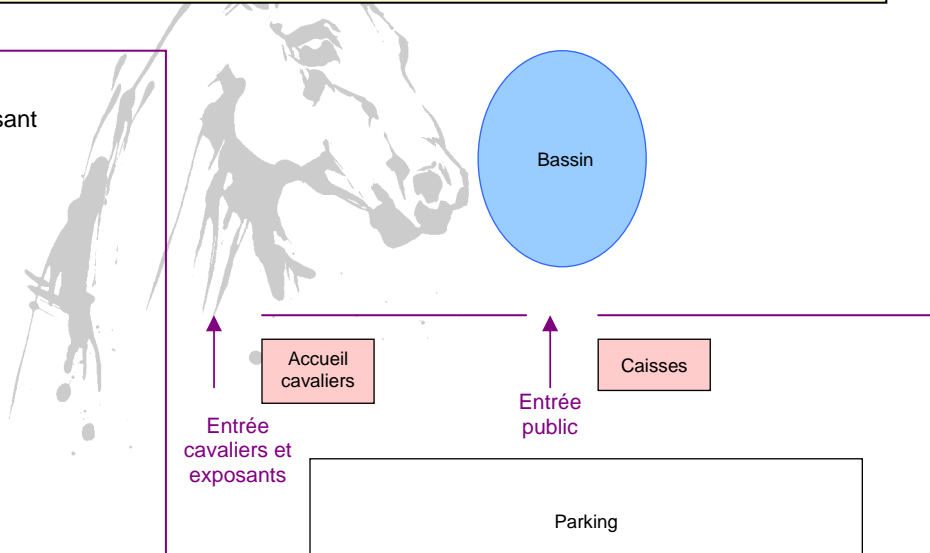 sant
Bassin
Accueil
cavaliers
Caisses
Entrée
public
Entrée
cavaliers et
exposants
Parking